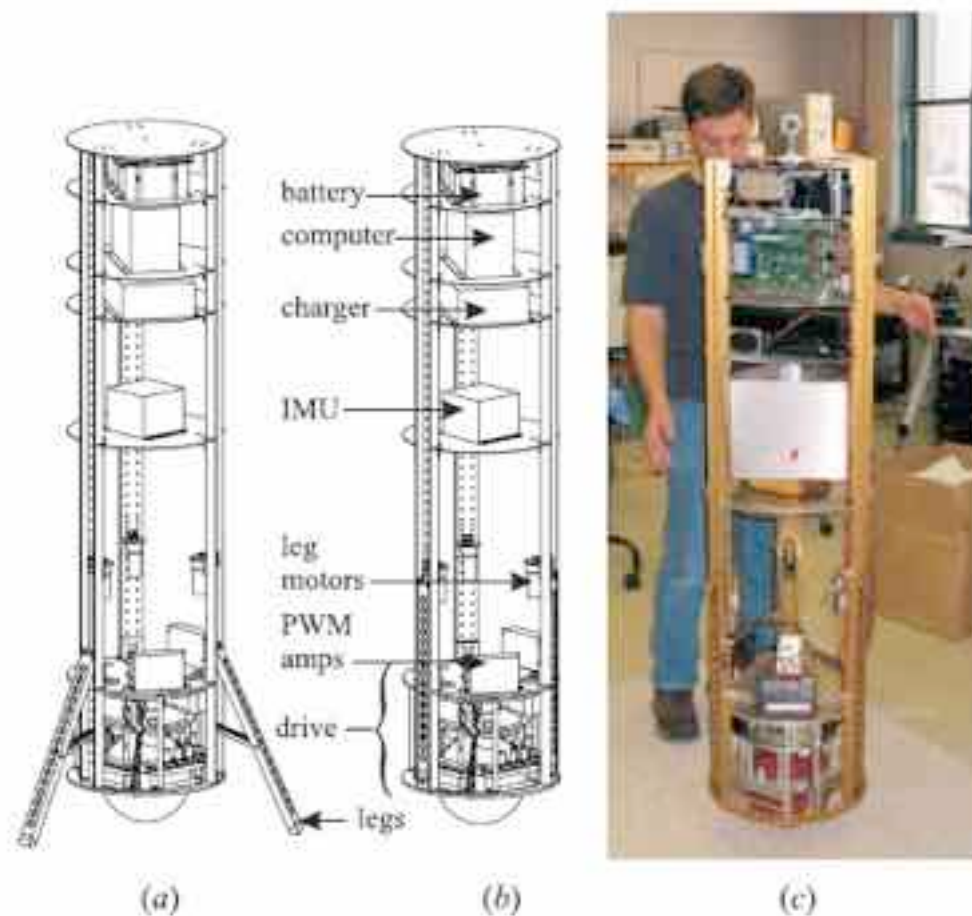 battery
computer
charger
IMU
leg
motors
PWM
amps
drive
legs
(a) (b) (c)